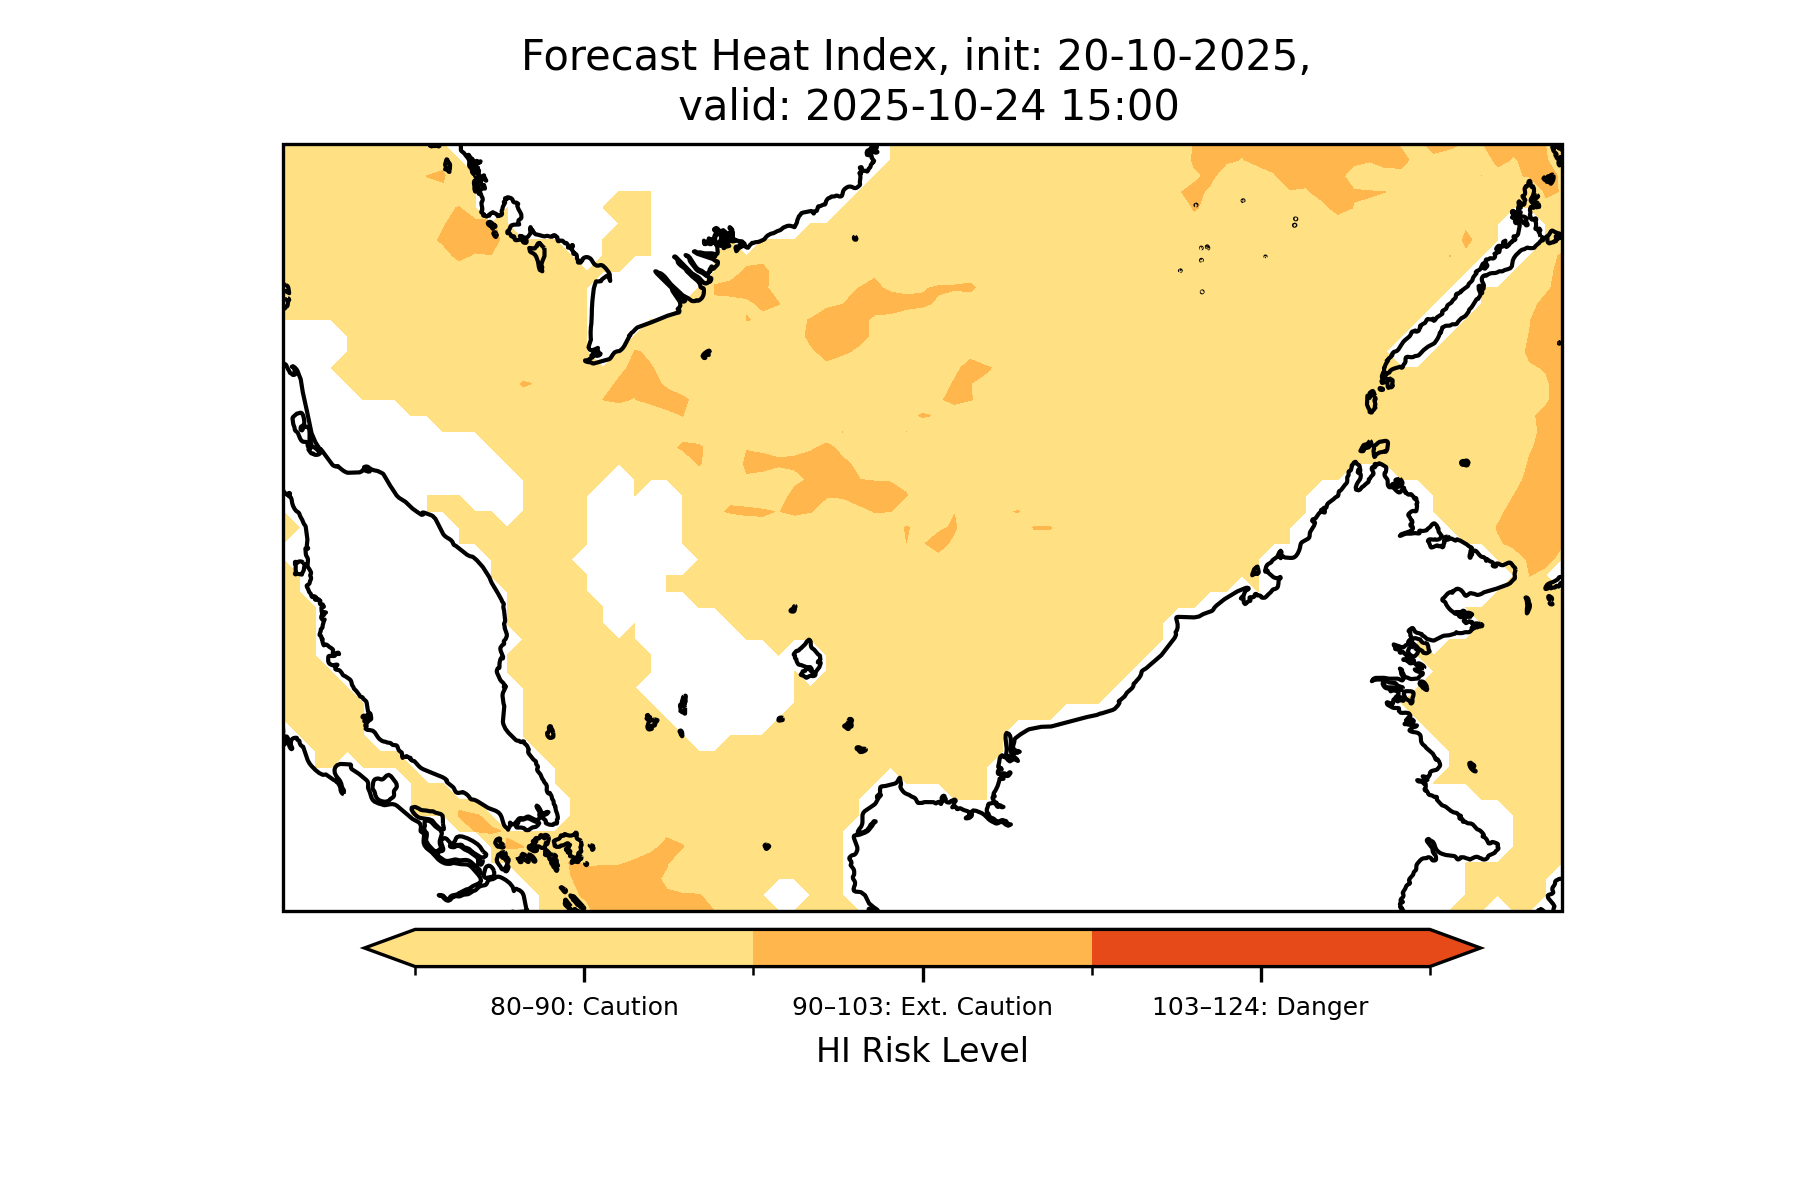 Forecast Heat Index, init: 20-10-2025,
valid: 2025-10-24 15:00
80–90: Caution
90–103: Ext. Caution
103–124: Danger
HI Risk Level